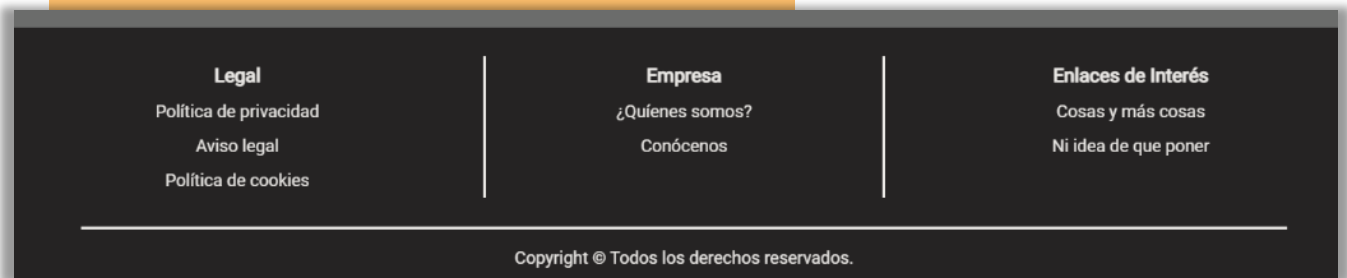 Legal
Política de privacidad
Aviso legal
Política de cookies
Empresa
¿Quíenes somos?
Conócenos
Enlaces de Interés
Cosas y más cosas
Ni idea de que poner
Copyright © Todos los derechos reservados.